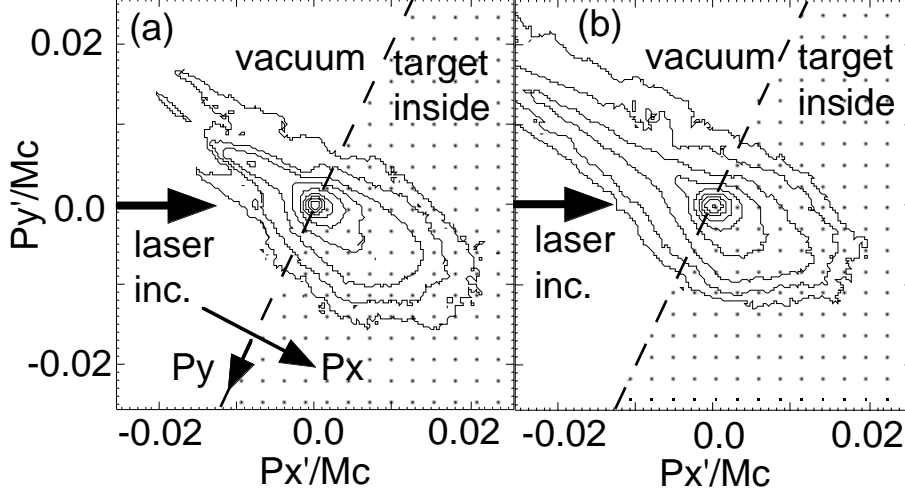 (a)
(b)
0.02
0.0
-0.02
Py'/Mc
vacuum
target
inside
laser
inc.
Py
Px
vacuum
target
inside
laser
inc.
-0.02
0.0
0.02
-0.02
0.0
0.02
Px'/Mc
Px'/Mc